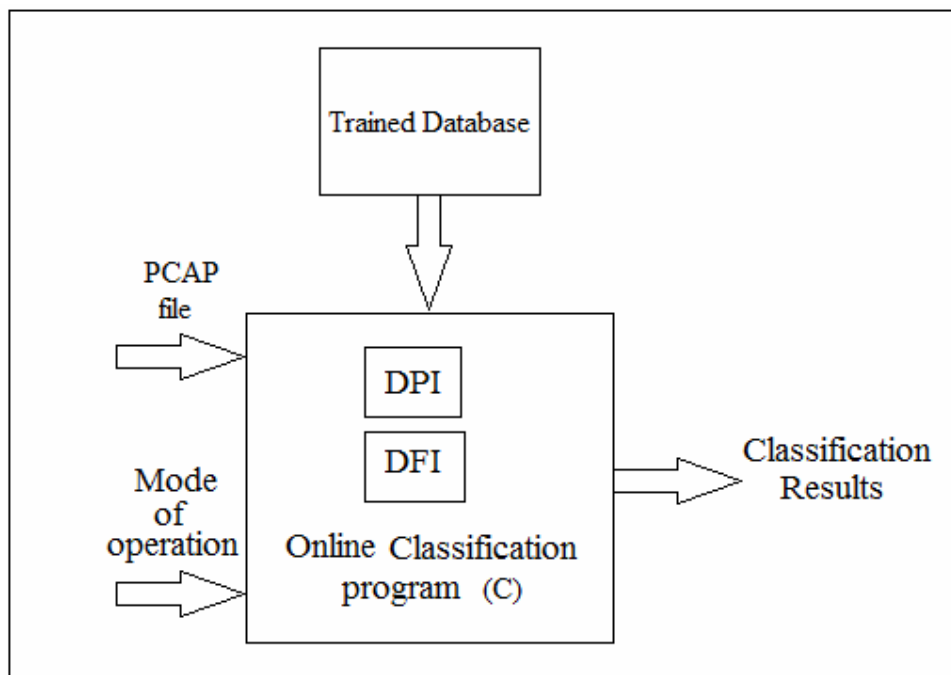 Trained Database
PCAP
file
DPI
DFI
Mode
of
operation
Online Classification
program (C)
Classification
Results